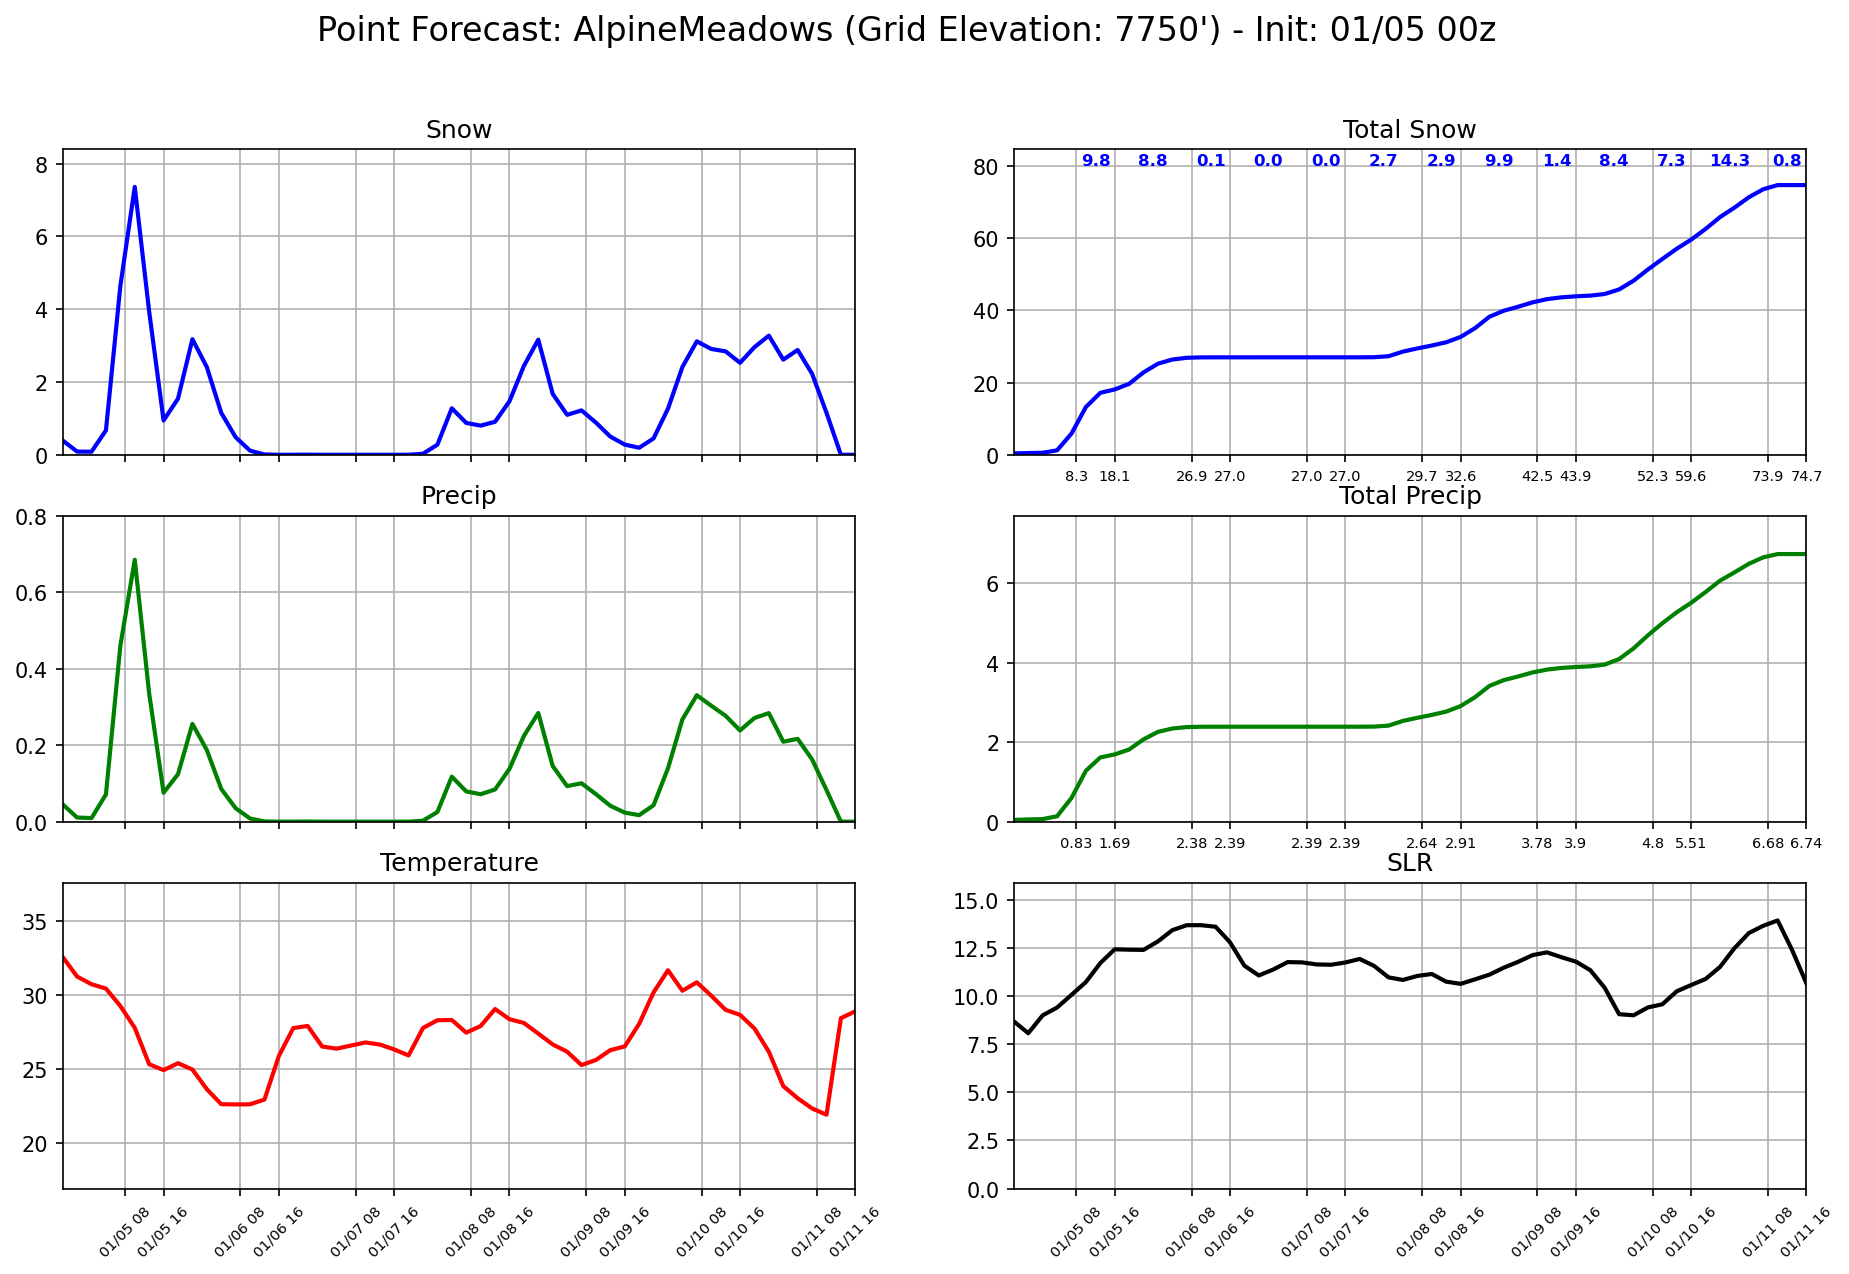 Point Forecast: AlpineMeadows (Grid Elevation: 7750') - Init: 01/05 00z
Snow
8
6
4
2
0
Total Snow
9.8 8.8 0.1 0.0 0.0 2.7 2.9 9.9 1.4 8.4 7.3 14.3 0.8
80
60
40
20
0
8.3 18.1 26.9 27.0 27.0 27.0 29.7 32.6 42.5 43.9 52.3 59.6 73.9 74.7
Precip
0.8
0.6
0.4
0.2
0.0
Total Precip
6
4
2
0
0.83 1.69 2.38 2.39 2.39 2.39 2.64 2.91 3.78 3.9 4.8 5.51 6.68 6.74
Temperature
35
30
25
20
01/05 08 01/05 16 01/06 08 01/06 16 01/07 08 01/07 16 01/08 08 01/08 16 01/09 08 01/09 16 01/10 08 01/10 16 01/11 08 01/11 16
SLR
15.0
12.5
10.0
7.5
5.0
2.5
0.0
01/05 08 01/05 16 01/06 08 01/06 16 01/07 08 01/07 16 01/08 08 01/08 16 01/09 08 01/09 16 01/10 08 01/10 16 01/11 08 01/11 16